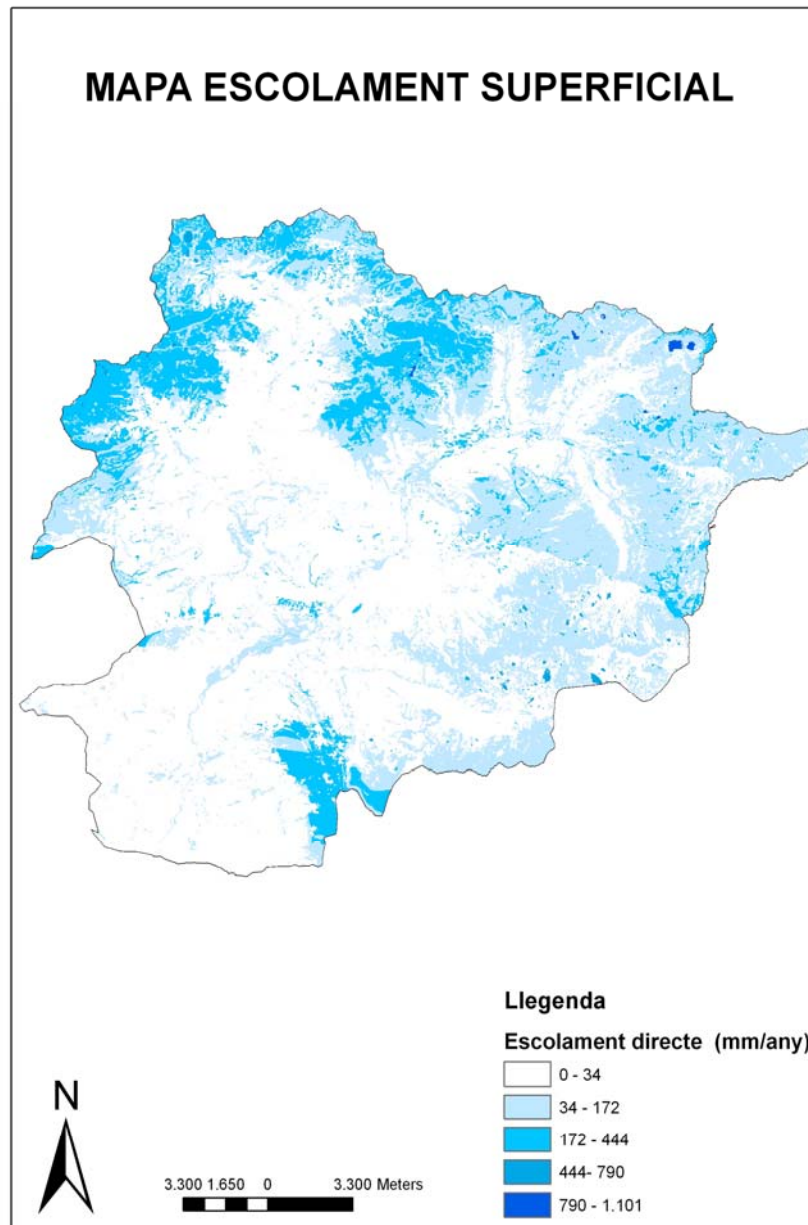 MAPA ESCOLAMENT SUPERFICIAL
Llegenda
Escolament directe (mm/any)
0 - 34
34 - 172
172 - 444
444- 790
790 - 1.101
N
3.300 1.650 0 3.300 Meters